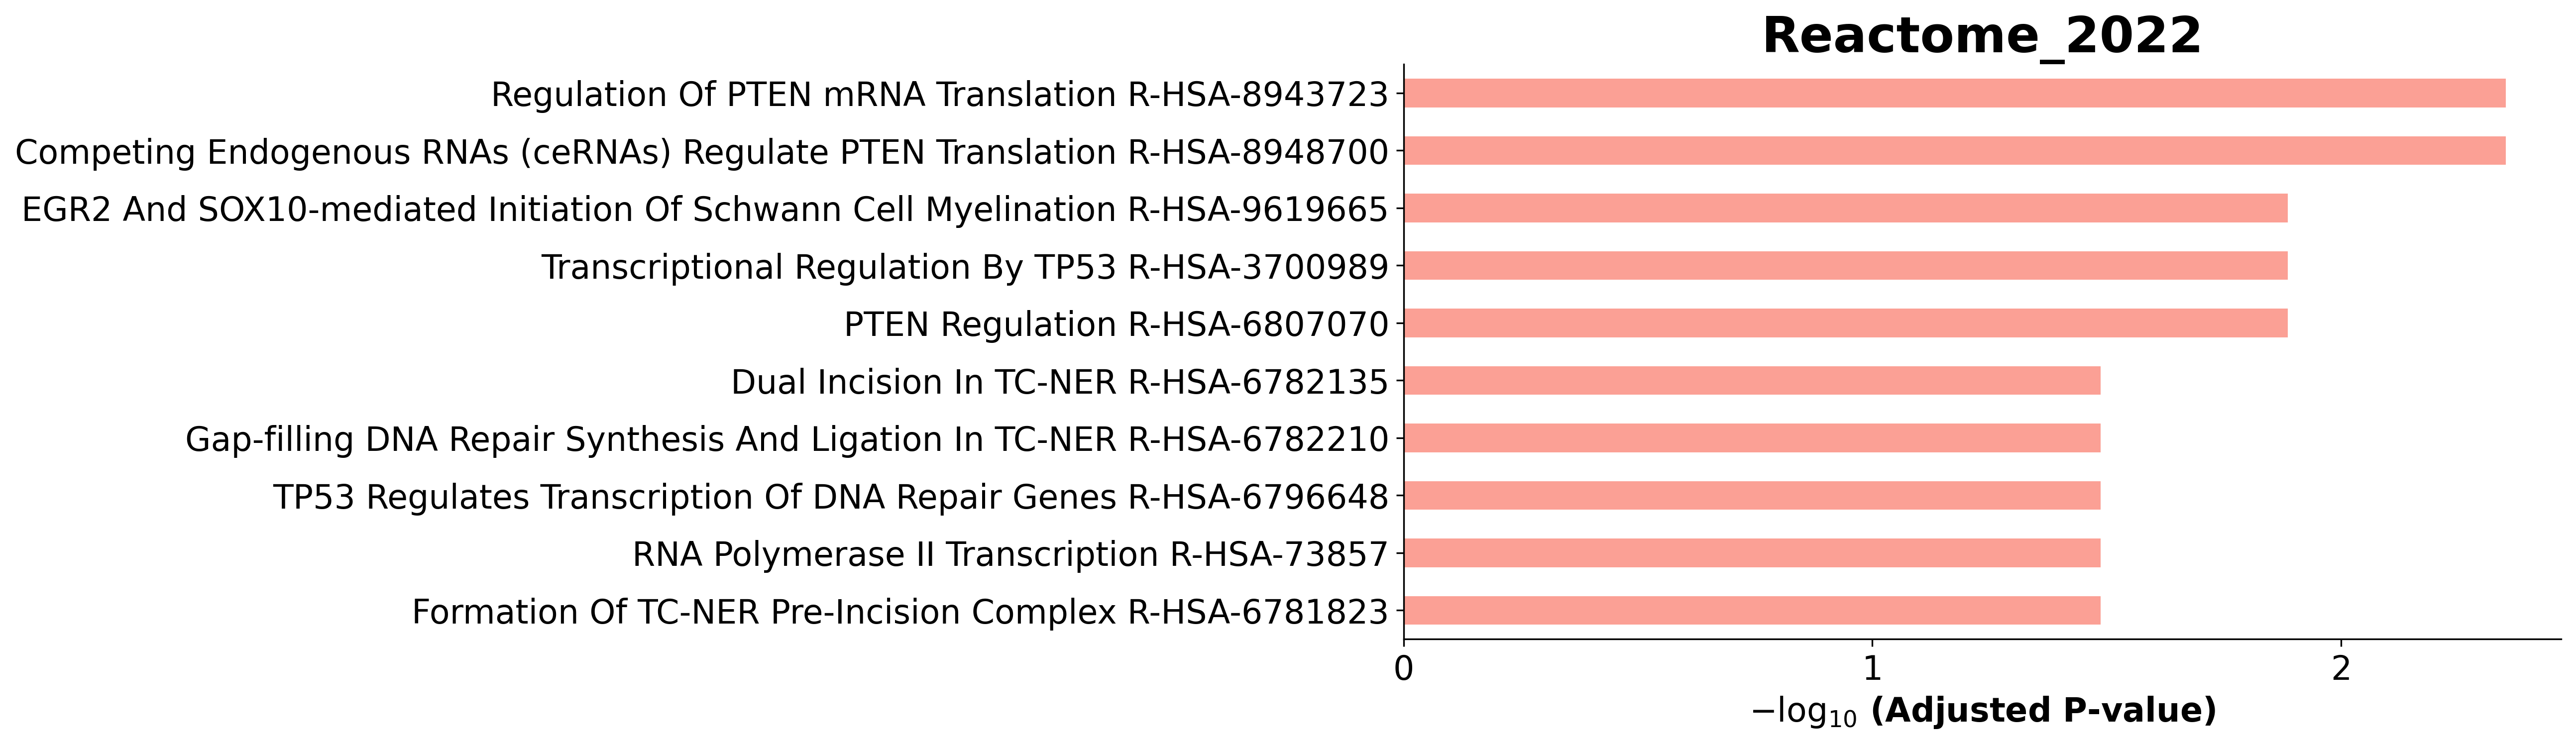 Reactome_2022
Regulation Of PTEN mRNA Translation R-HSA-8943723
Competing Endogenous RNAs (ceRNAs) Regulate PTEN Translation R-HSA-8948700
EGR2 And SOX10-mediated Initiation Of Schwann Cell Myelination R-HSA-9619665
Transcriptional Regulation By TP53 R-HSA-3700989
PTEN Regulation R-HSA-6807070
Dual Incision In TC-NER R-HSA-6782135
Gap-filling DNA Repair Synthesis And Ligation In TC-NER R-HSA-6782210
TP53 Regulates Transcription Of DNA Repair Genes R-HSA-6796648
RNA Polymerase II Transcription R-HSA-73857
Formation Of TC-NER Pre-Incision Complex R-HSA-6781823
0 1 2
−log₁₀ (Adjusted P-value)